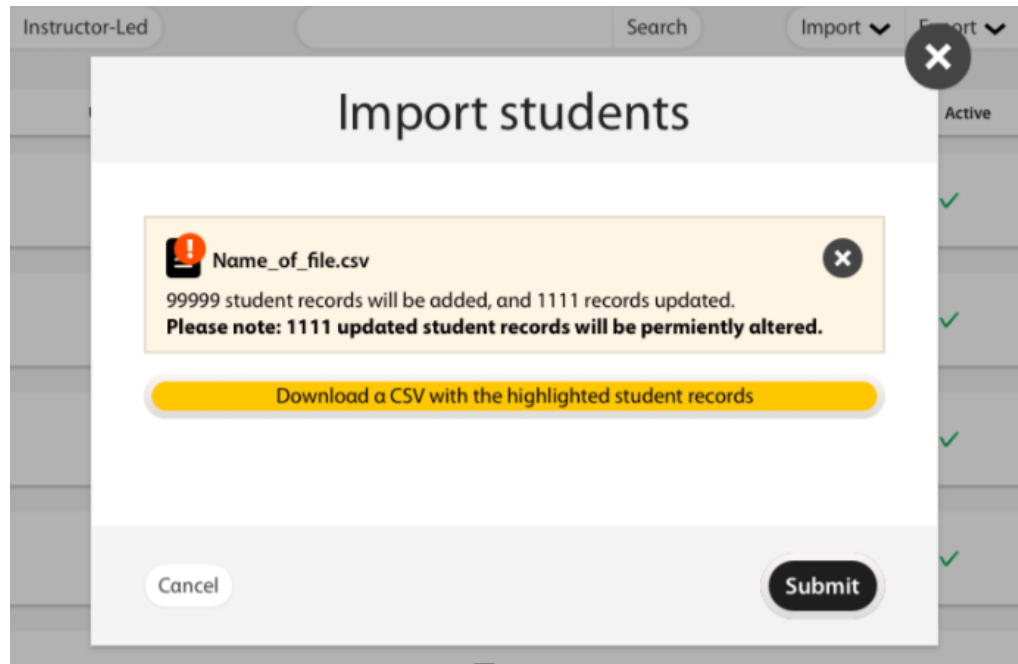 Instructor-Led
Search
Import
Active
Import students
Name_of_file.csv
99999 student records will be added, and 1111 records updated.
Please note: 1111 updated student records will be permiently altered.
Download a CSV with the highlighted student records
Cancel
Submit